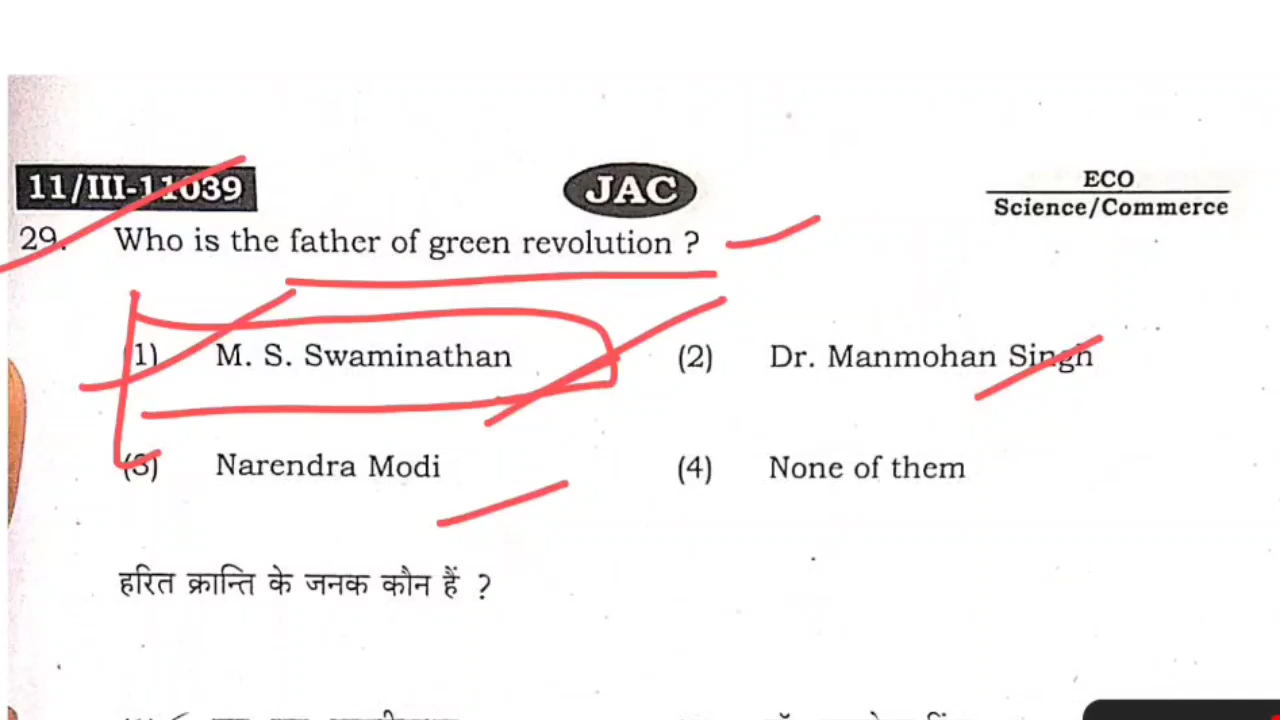 11/III-11039 JAC ECO
Science/Commerce
29. Who is the father of green revolution ?
(1) M. S. Swaminathan (2) Dr. Manmohan Singh
(3) Narendra Modi (4) None of them
हरित क्रान्ति के जनक कौन हैं ?